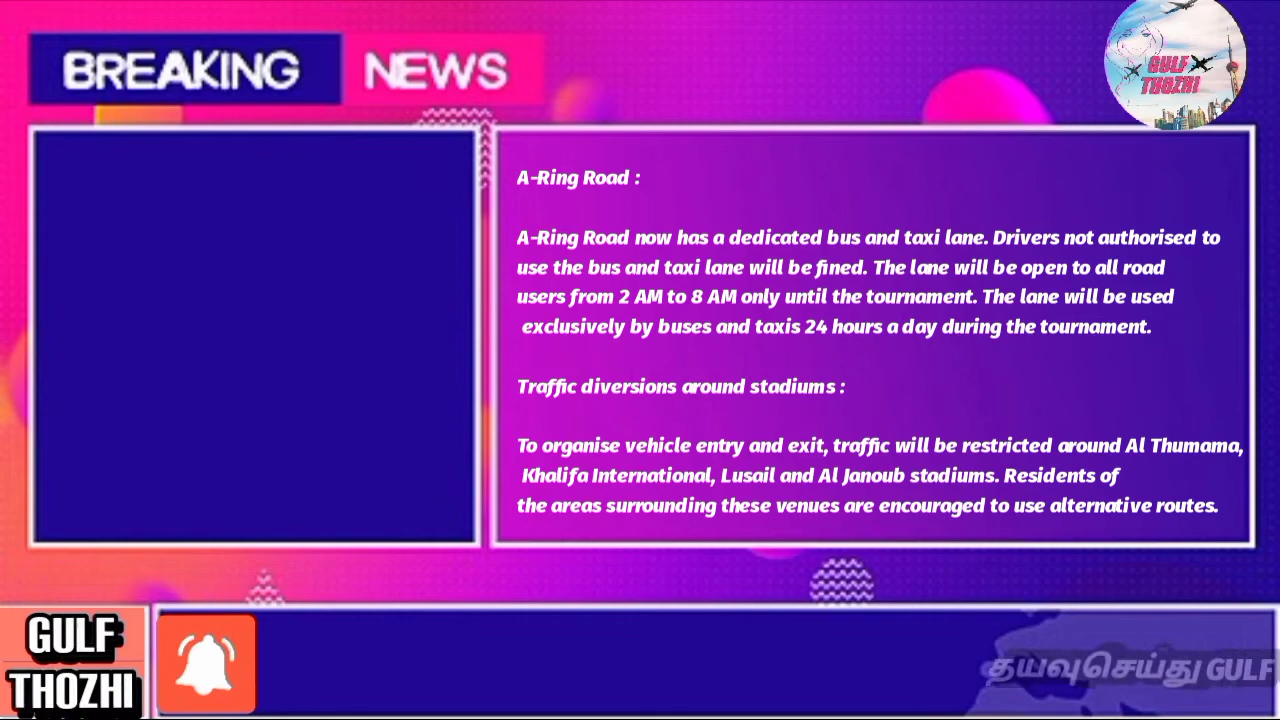 BREAKING NEWS
GULF
THOZHI
A-Ring Road :
A-Ring Road now has a dedicated bus and taxi lane. Drivers not authorised to
use the bus and taxi lane will be fined. The lane will be open to all road
users from 2 AM to 8 AM only until the tournament. The lane will be used
exclusively by buses and taxis 24 hours a day during the tournament.
Traffic diversions around stadiums :
To organise vehicle entry and exit, traffic will be restricted around Al Thumama,
Khalifa International, Lusail and Al Janoub stadiums. Residents of
the areas surrounding these venues are encouraged to use alternative routes.
GULF
THOZHI
தயவுசெய்து GULF